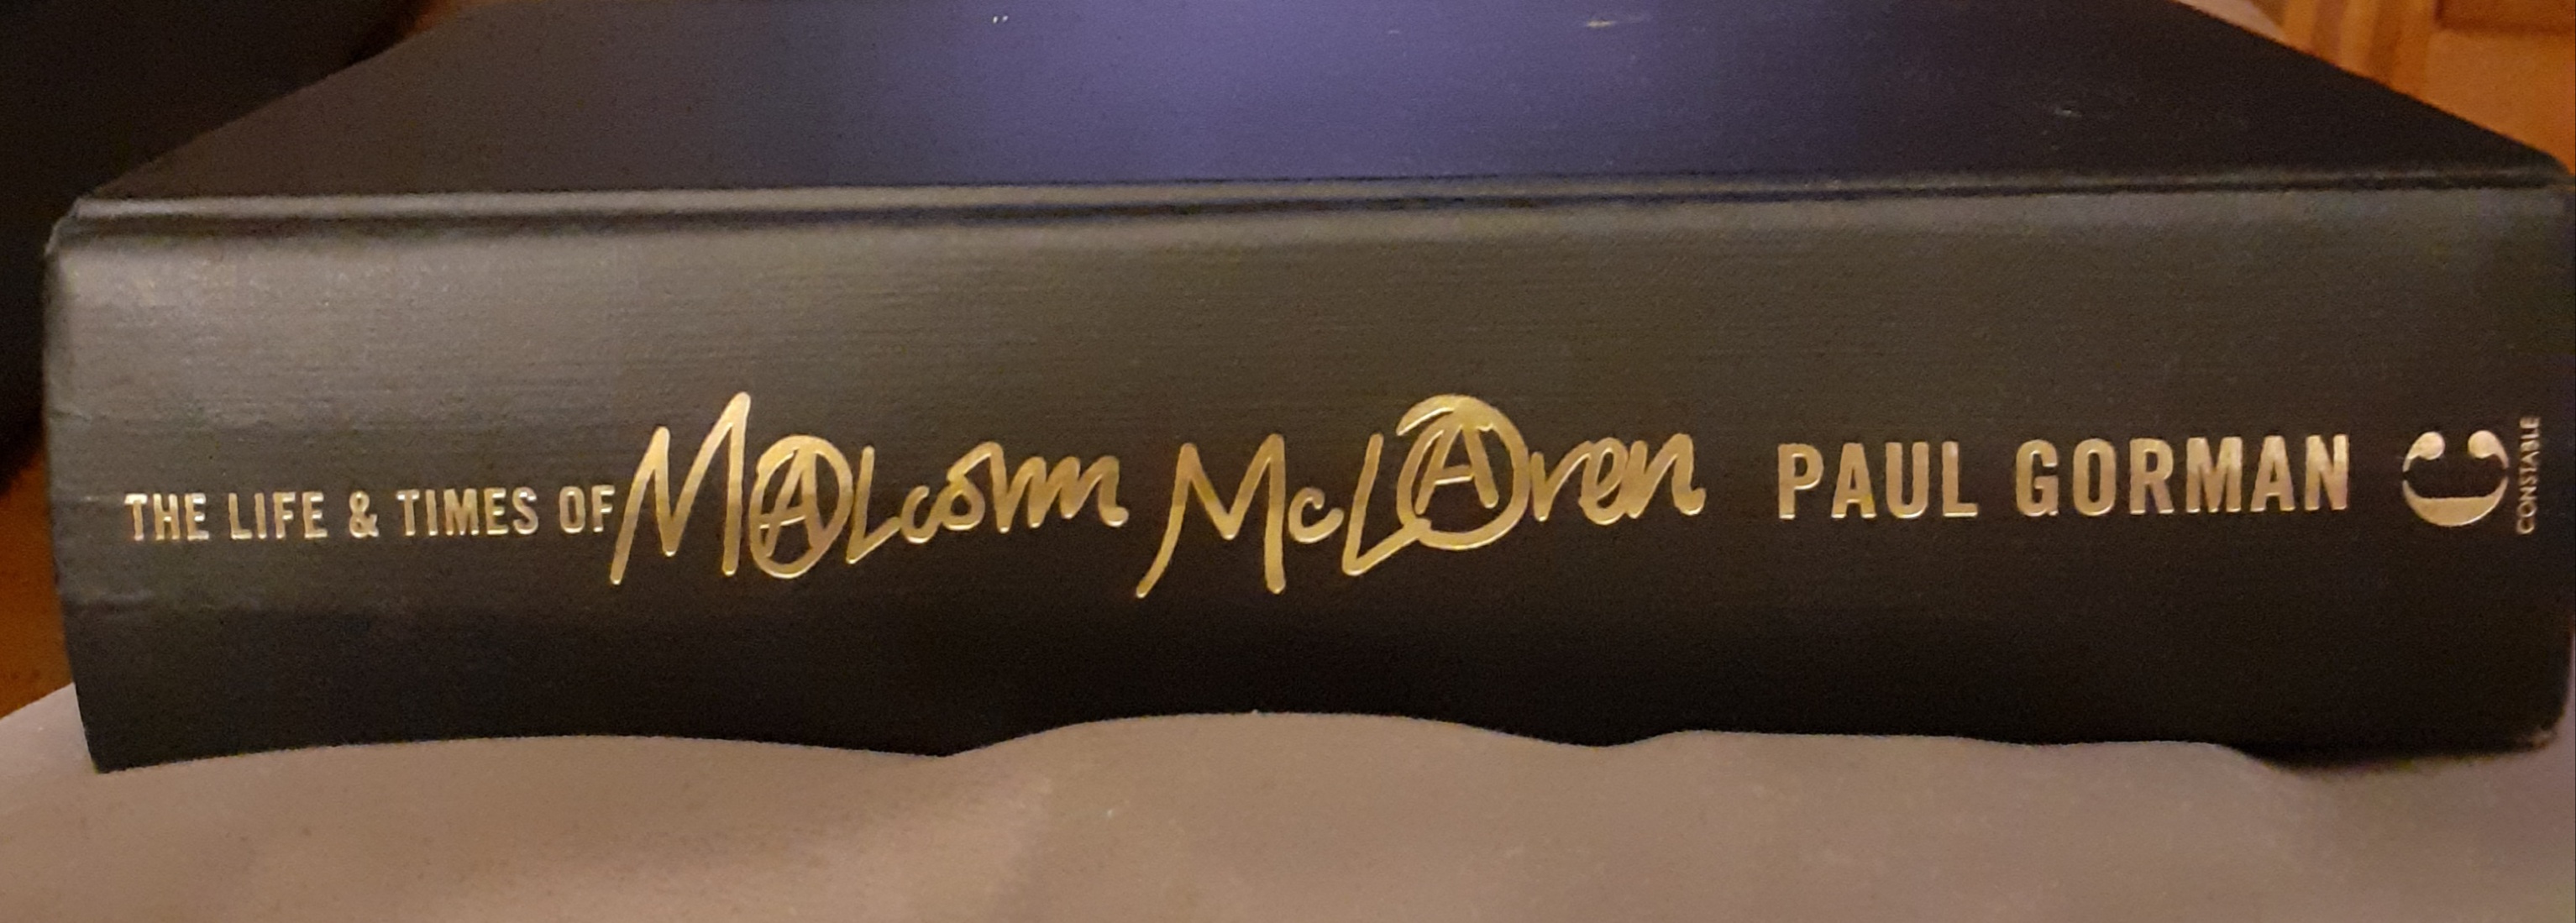 THE LIFE & TIMES OF MALcolm McLAren PAUL GORMAN
C
CONSTABLE